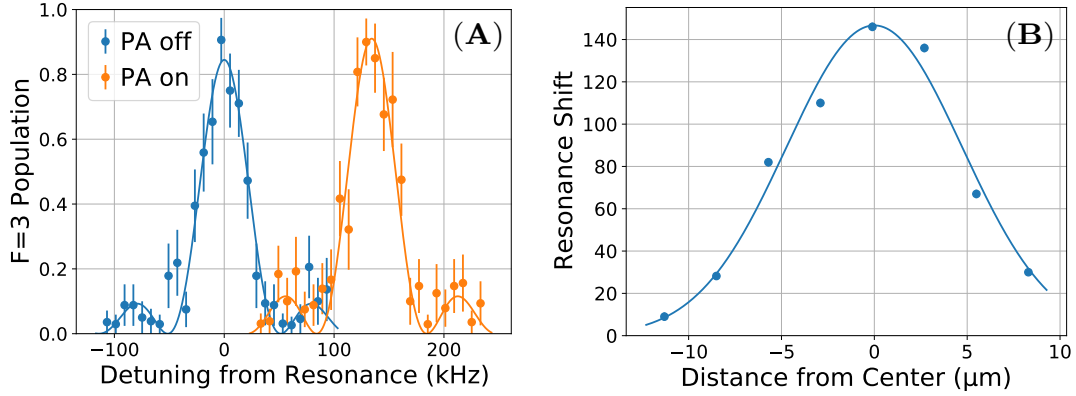 (A)
PA off
PA on
F=3 Population
1.0
0.8
0.6
0.4
0.2
0.0
−100
0
100
200
Detuning from Resonance (kHz)
(B)
Resonance Shift
140
120
100
80
60
40
20
0
−10
−5
0
5
10
Distance from Center (μm)